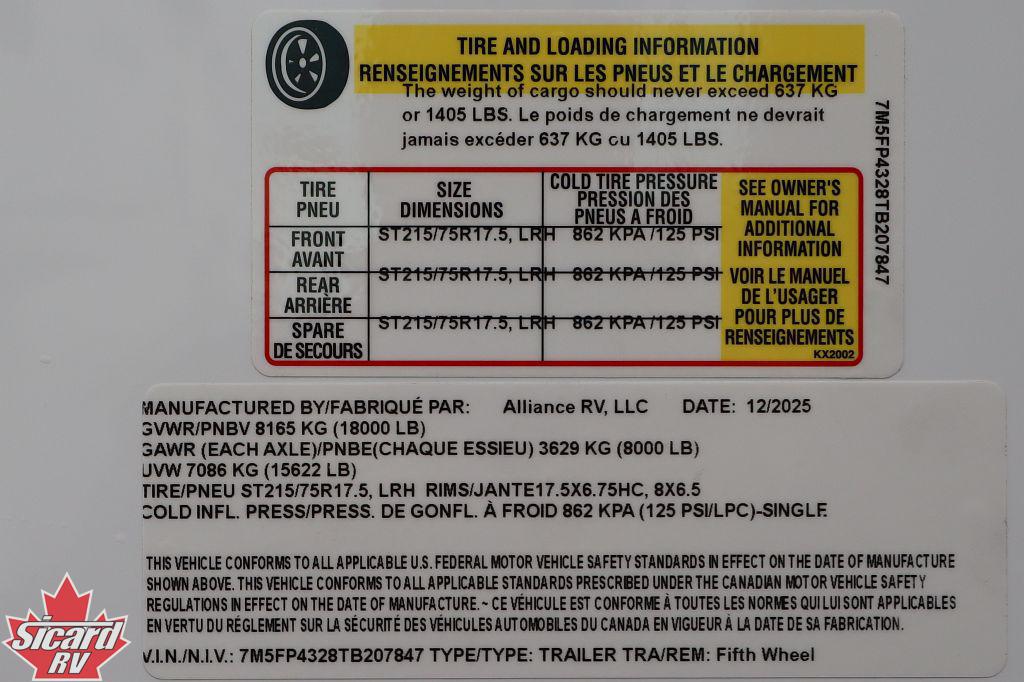 TIRE AND LOADING INFORMATION
RENSEIGNEMENTS SUR LES PNEUS ET LE CHARGEMENT
The weight of cargo should never exceed 637 KG
or 1405 LBS. Le poids de chargement ne devrait
jamais excéder 637 KG ou 1405 LBS.
7M5FP4328TB207847
TIRE
PNEU
SIZE
DIMENSIONS
COLD TIRE PRESSURE
PRESSION DES
PNEUS A FROID
FRONT
AVANT
ST215/75R17.5, LRH 862 KPA /125 PSI
REAR
ARRIÈRE
ST215/75R17.5, LRH 862 KPA /125 PSI
SPARE
DE SECOURS
ST215/75R17.5, LRH 862 KPA /125 PSI
SEE OWNER'S
MANUAL FOR
ADDITIONAL
INFORMATION
VOIR LE MANUEL
DE L'USAGER
POUR PLUS DE
RENSEIGNEMENTS
KX2002
MANUFACTURED BY/FABRIQUÉ PAR: Alliance RV, LLC DATE: 12/2025
GVWR/PNBV 8165 KG (18000 LB)
GAWR (EACH AXLE)/PNBE(CHAQUE ESSIEU) 3629 KG (8000 LB)
UVW 7086 KG (15622 LB)
TIRE/PNEU ST215/75R17.5, LRH RIMS/JANTE17.5X6.75HC, 8X6.5
COLD INFL. PRESS/PRESS. DE GONFL. À FROID 862 KPA (125 PSI/LPC)-SINGLE
THIS VEHICLE CONFORMS TO ALL APPLICABLE U.S. FEDERAL MOTOR VEHICLE SAFETY STANDARDS IN EFFECT ON THE DATE OF MANUFACTURE
SHOWN ABOVE. THIS VEHICLE CONFORMS TO ALL APPLICABLE STANDARDS PRESCRIBED UNDER THE CANADIAN MOTOR VEHICLE SAFETY
REGULATIONS IN EFFECT ON THE DATE OF MANUFACTURE. ~ CE VÉHICULE EST CONFORME À TOUTES LES NORMES QUI LUI SONT APPLICABLES
EN VERTU DU RÈGLEMENT SUR LA SÉCURITÉ DES VÉHICULES AUTOMOBILES DU CANADA EN VIGUEUR À LA DATE DE SA FABRICATION.
V.I.N./N.I.V.: 7M5FP4328TB207847 TYPE/TYPE: TRAILER TRA/REM: Fifth Wheel
Sicard
RV